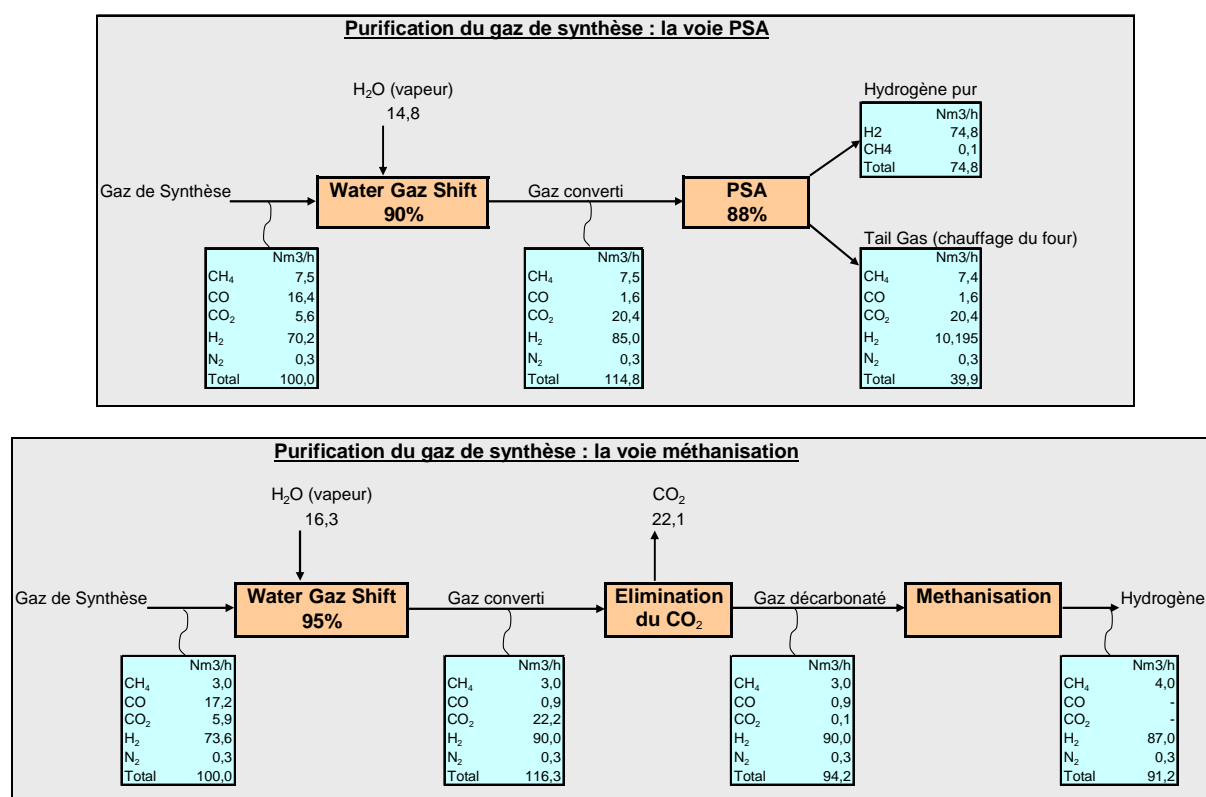 Purification du gaz de synthèse : la voie PSA
H₂O (vapeur)
14,8
Hydrogène pur
Nm3/h
H2 74,8
CH4 0,1
Total 74,8
Gaz de Synthèse
Water Gaz Shift
90%
Gaz converti
PSA
88%
Tail Gas (chauffage du four)
Nm3/h
CH₄ 7,5
CO 16,4
CO₂ 5,6
H₂ 70,2
N₂ 0,3
Total 100,0
Nm3/h
CH₄ 7,5
CO 1,6
CO₂ 20,4
H₂ 85,0
N₂ 0,3
Total 114,8
Nm3/h
CH₄ 7,4
CO 1,6
CO₂ 20,4
H₂ 10,195
N₂ 0,3
Total 39,9
Purification du gaz de synthèse : la voie méthanisation
H₂O (vapeur)
16,3
CO₂
22,1
Gaz de Synthèse
Water Gaz Shift
95%
Gaz converti
Elimination
du CO₂
Gaz décarbonaté
Methanisation
Hydrogène
Nm3/h
CH₄ 3,0
CO 17,2
CO₂ 5,9
H₂ 73,6
N₂ 0,3
Total 100,0
Nm3/h
CH₄ 3,0
CO 0,9
CO₂ 22,2
H₂ 90,0
N₂ 0,3
Total 116,3
Nm3/h
CH₄ 3,0
CO 0,9
CO₂ 0,1
H₂ 90,0
N₂ 0,3
Total 94,2
Nm3/h
CH₄ 4,0
CO -
CO₂ -
H₂ 87,0
N₂ 0,3
Total 91,2